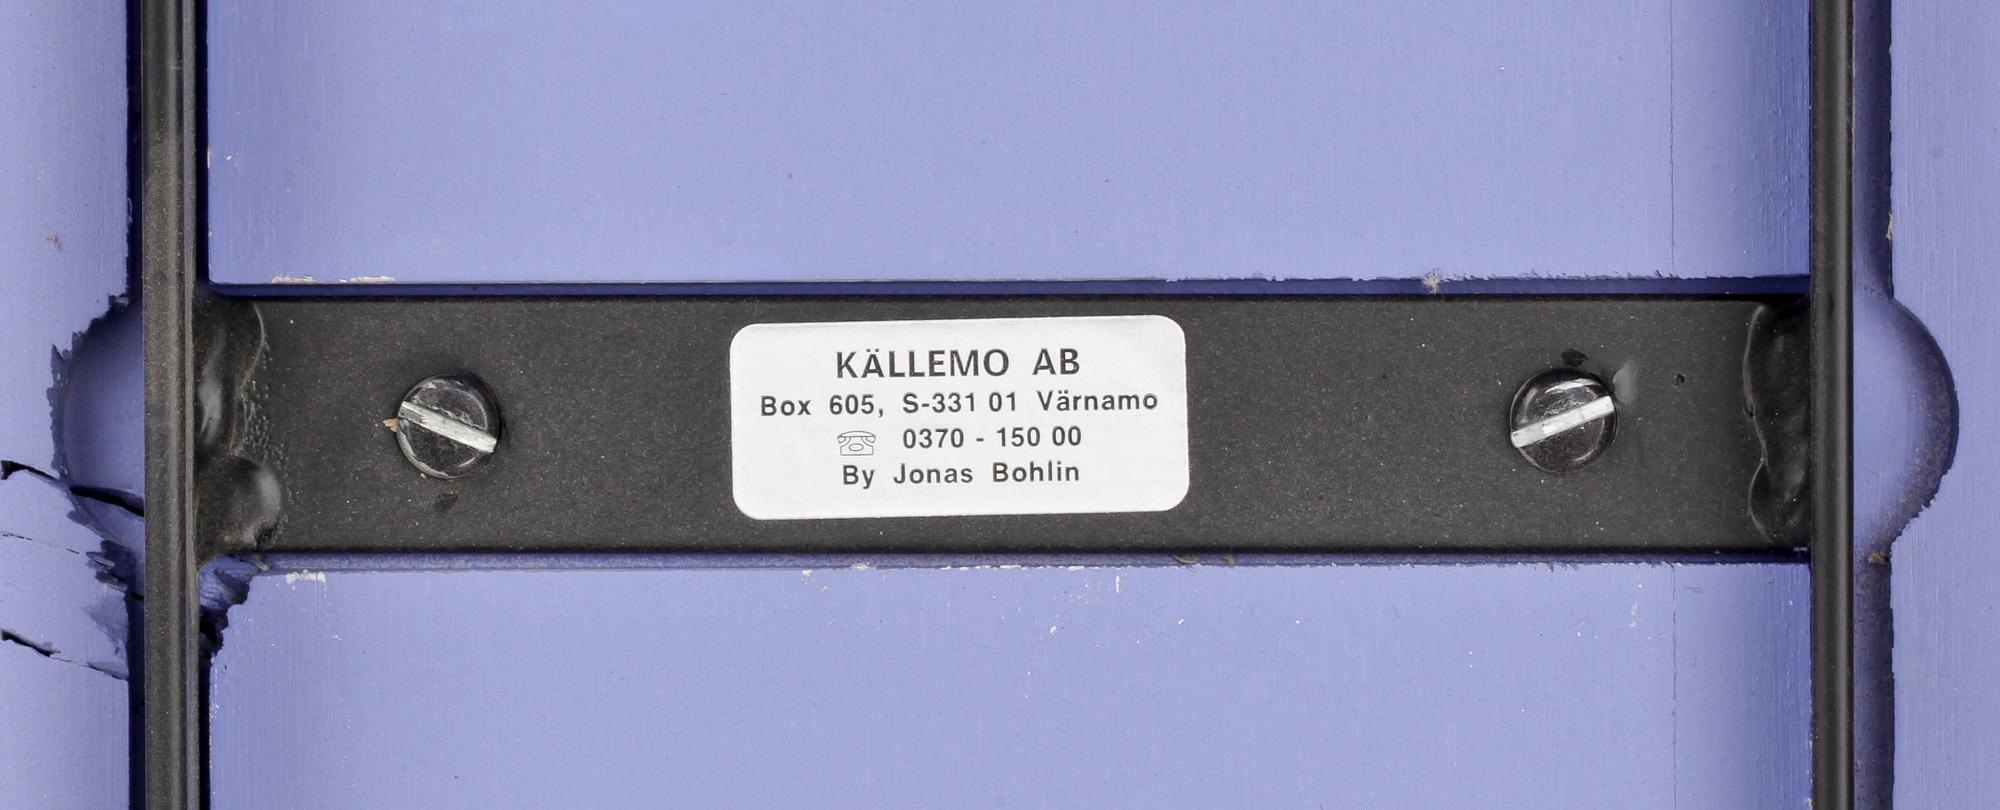 KÄLLEMO AB
Box 605, S-331 01 Värnamo
0370 - 150 00
By Jonas Bohlin